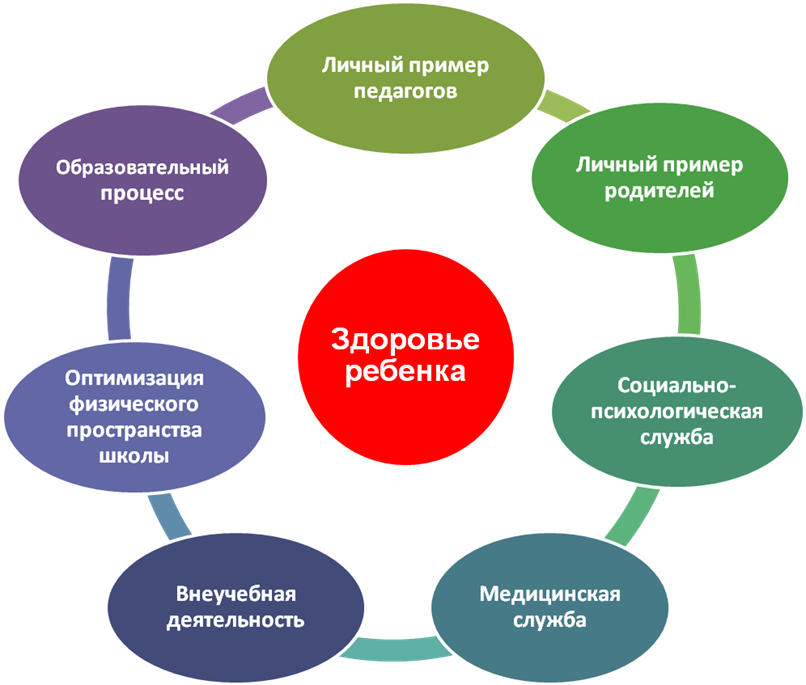 Личный пример
педагогов
Личный пример
родителей
Социально-
психологическая
служба
Медицинская
служба
Внеучебная
деятельность
Оптимизация
физического
пространства
школы
Образовательный
процесс
Здоровье
ребенка